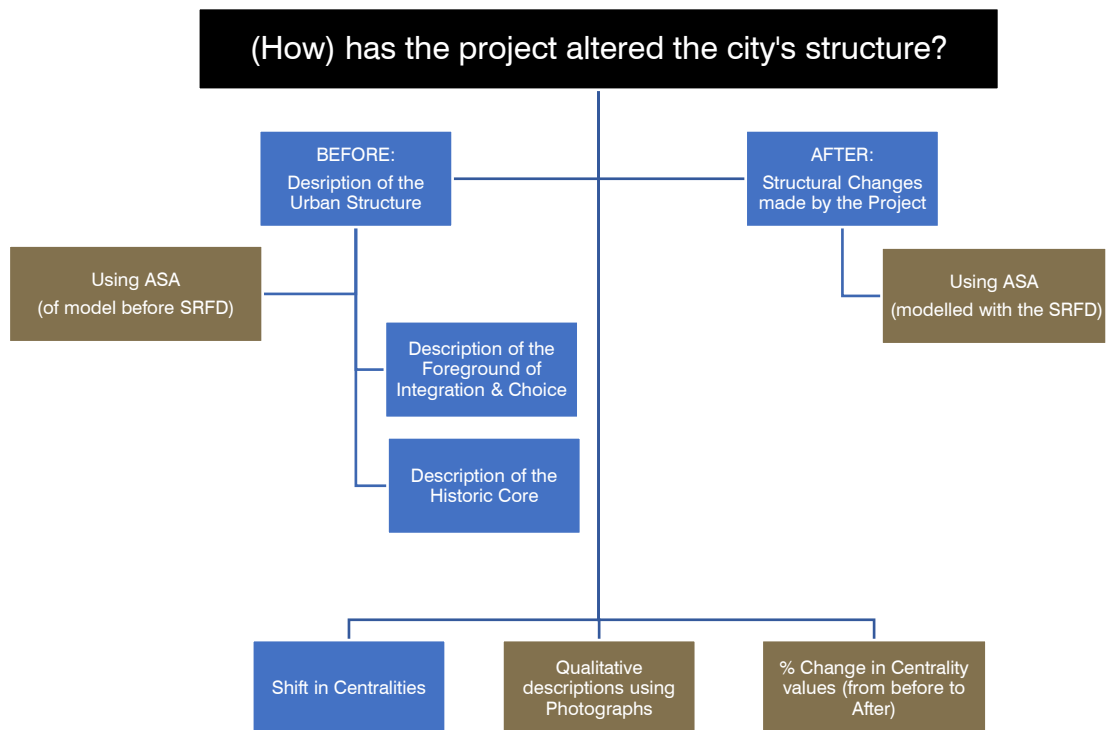 (How) has the project altered the city's structure?
BEFORE:
Desription of the
Urban Structure
AFTER:
Structural Changes
made by the Project
Using ASA
(of model before SRFD)
Using ASA
(modelled with the SRFD)
Description of the
Foreground of
Integration & Choice
Description of the
Historic Core
Shift in Centralities
Qualitative
descriptions using
Photographs
% Change in Centrality
values (from before to
After)